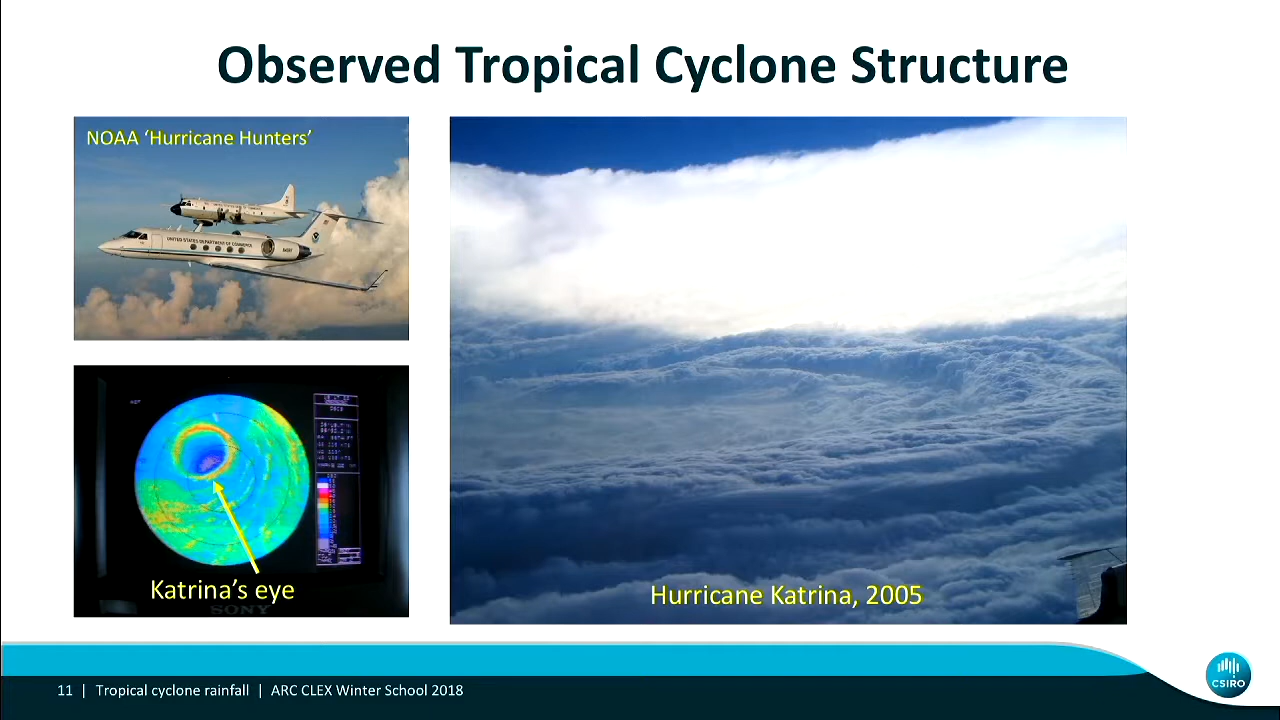 Observed Tropical Cyclone Structure
NOAA ‘Hurricane Hunters’
UNITED STATES DEPARTMENT OF COMMERCE
Katrina’s eye
SONY
Hurricane Katrina, 2005
11 | Tropical cyclone rainfall | ARC CLEX Winter School 2018
CSIRO